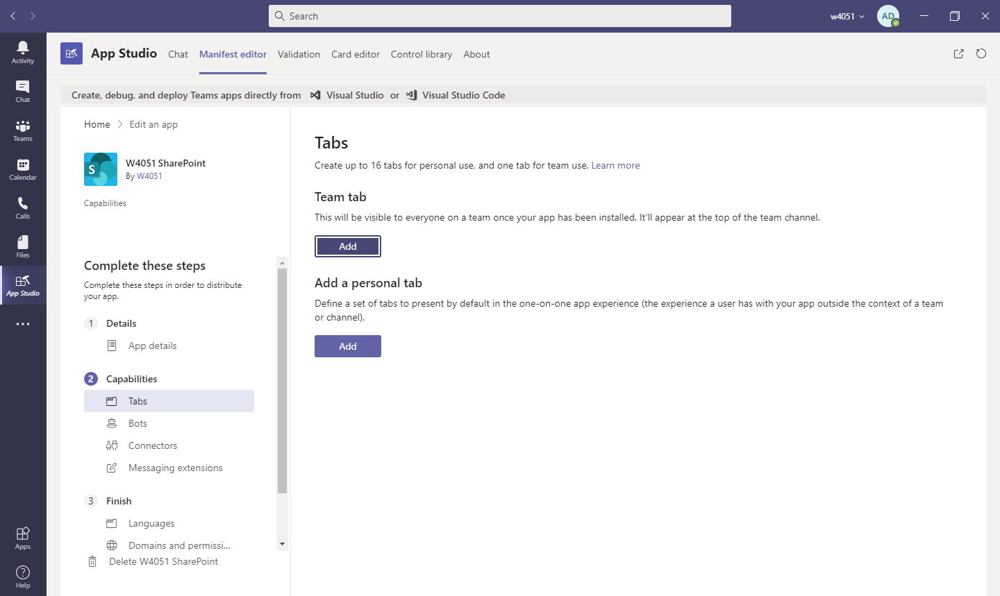 Search
w4051
AD
Activity
Chat
Teams
Calendar
Calls
Files
App Studio
Apps
Help
App Studio
Chat
Manifest editor
Validation
Card editor
Control library
About
Create, debug, and deploy Teams apps directly from Visual Studio or Visual Studio Code
Home > Edit an app
S
W4051 SharePoint
By W4051
Capabilities
Complete these steps
Complete these steps in order to distribute
your app.
1 Details
App details
2 Capabilities
Tabs
Bots
Connectors
Messaging extensions
3 Finish
Languages
Domains and permissi...
Delete W4051 SharePoint
Tabs
Create up to 16 tabs for personal use, and one tab for team use. Learn more
Team tab
This will be visible to everyone on a team once your app has been installed. It'll appear at the top of the team channel.
Add
Add a personal tab
Define a set of tabs to present by default in the one-on-one app experience (the experience a user has with your app outside the context of a team
or channel).
Add